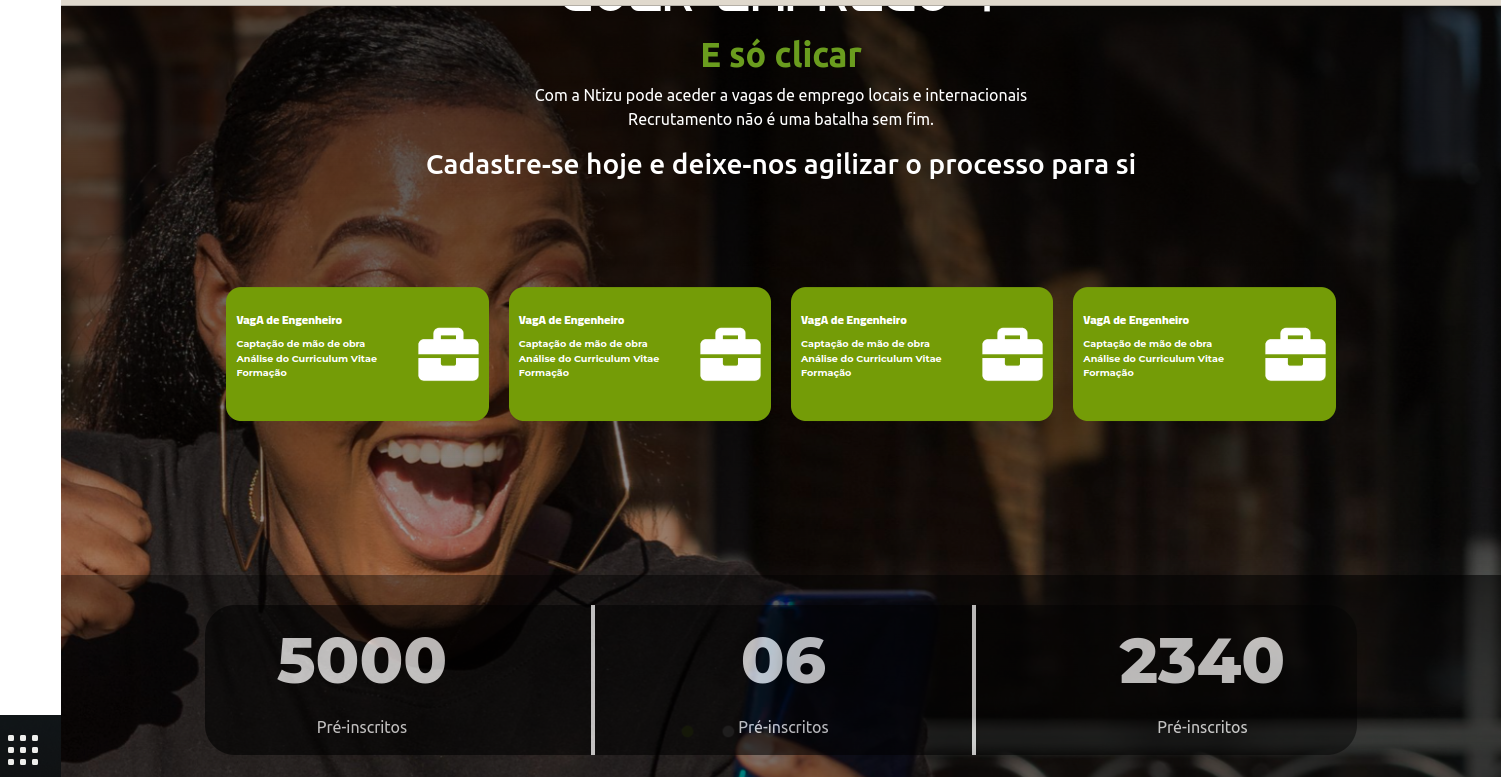 E só clicar
Com a Ntizu pode aceder a vagas de emprego locais e internacionais
Recrutamento não é uma batalha sem fim.
Cadastre-se hoje e deixe-nos agilizar o processo para si
VagA de Engenheiro
Captação de mão de obra
Análise do Curriculum Vitae
Formação
VagA de Engenheiro
Captação de mão de obra
Análise do Curriculum Vitae
Formação
VagA de Engenheiro
Captação de mão de obra
Análise do Curriculum Vitae
Formação
VagA de Engenheiro
Captação de mão de obra
Análise do Curriculum Vitae
Formação
5000
Pré-inscritos
06
Pré-inscritos
2340
Pré-inscritos